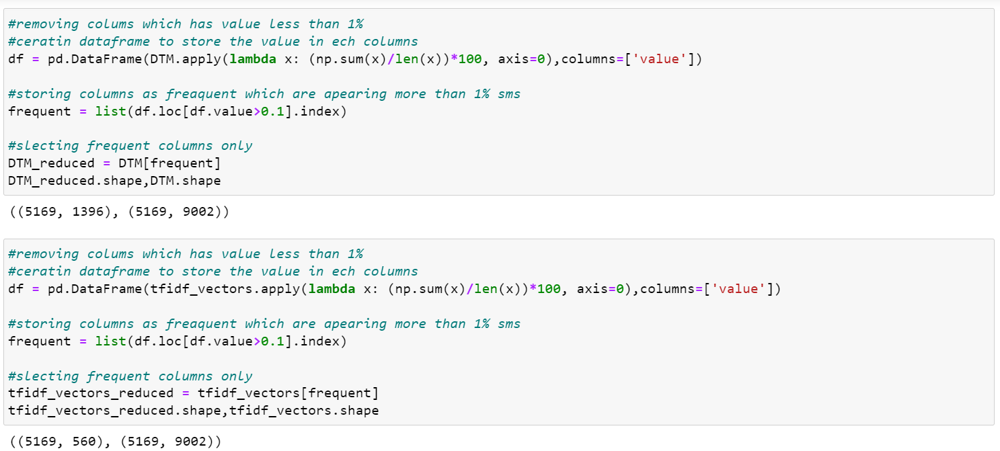 #removing colums which has value less than 1%
#ceratin dataframe to store the value in ech columns
df = pd.DataFrame(DTM.apply(lambda x: (np.sum(x)/len(x))*100, axis=0),columns=['value'])
#storing columns as freaquent which are apearing more than 1% sms
frequent = list(df.loc[df.value>0.1].index)
#slecting frequent columns only
DTM_reduced = DTM[frequent]
DTM_reduced.shape,DTM.shape
((5169, 1396), (5169, 9002))
#removing colums which has value less than 1%
#ceratin dataframe to store the value in ech columns
df = pd.DataFrame(tfidf_vectors.apply(lambda x: (np.sum(x)/len(x))*100, axis=0),columns=['value'])
#storing columns as freaquent which are apearing more than 1% sms
frequent = list(df.loc[df.value>0.1].index)
#slecting frequent columns only
tfidf_vectors_reduced = tfidf_vectors[frequent]
tfidf_vectors_reduced.shape,tfidf_vectors.shape
((5169, 560), (5169, 9002))